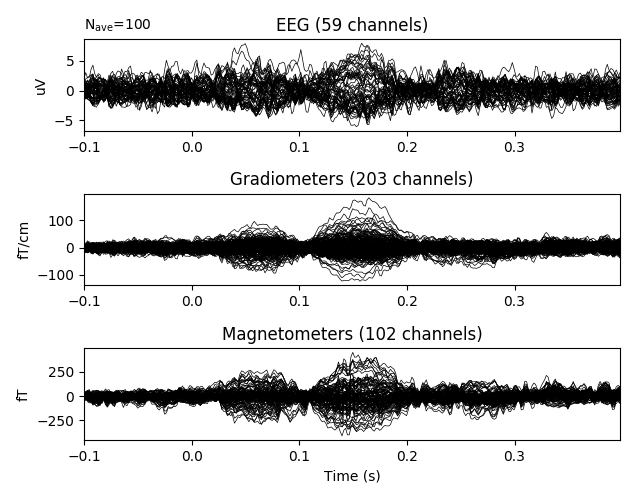 N_ave=100
EEG (59 channels)
5
0
−5
uV
−0.1 0.0 0.1 0.2 0.3
Gradiometers (203 channels)
100
0
−100
fT/cm
−0.1 0.0 0.1 0.2 0.3
Magnetometers (102 channels)
250
0
−250
fT
−0.1 0.0 0.1 0.2 0.3
Time (s)